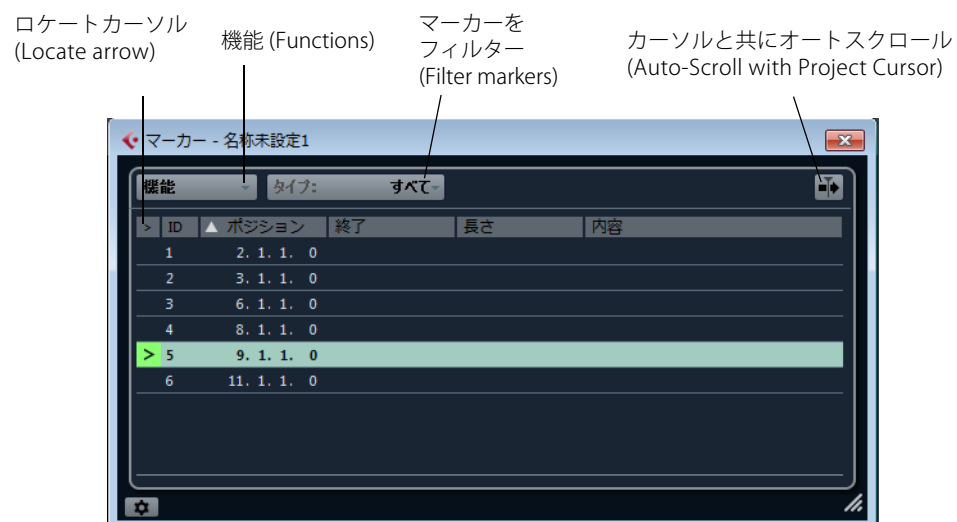 ロケートカーソル
(Locate arrow)
機能 (Functions)
マーカーを
フィルター
(Filter markers)
カーソルと共にオートスクロール
(Auto-Scroll with Project Cursor)
マーカー - 名称未設定1
機能 タイプ: すべて
> ID ポジション 終了 長さ 内容
1 2. 1. 1. 0
2 3. 1. 1. 0
3 6. 1. 1. 0
4 8. 1. 1. 0
> 5 9. 1. 1. 0
6 11. 1. 1. 0